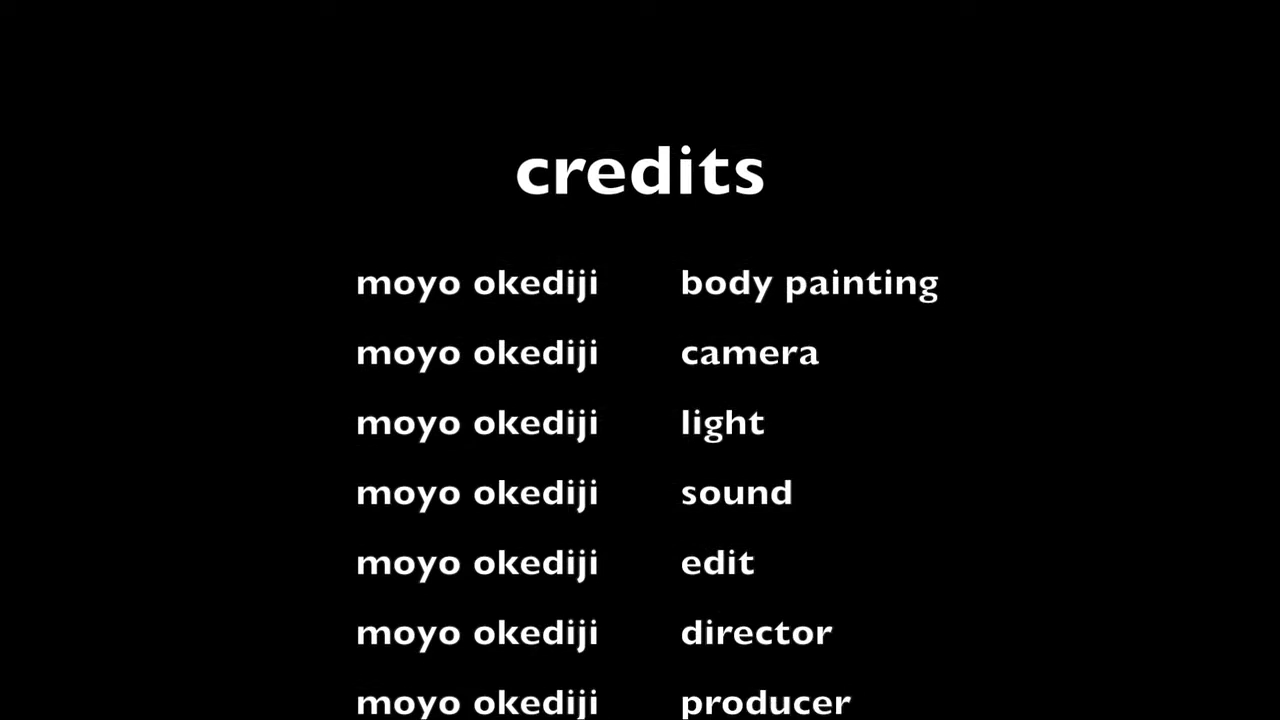 credits
moyo okediji body painting
moyo okediji camera
moyo okediji light
moyo okediji sound
moyo okediji edit
moyo okediji director
moyo okediji producer